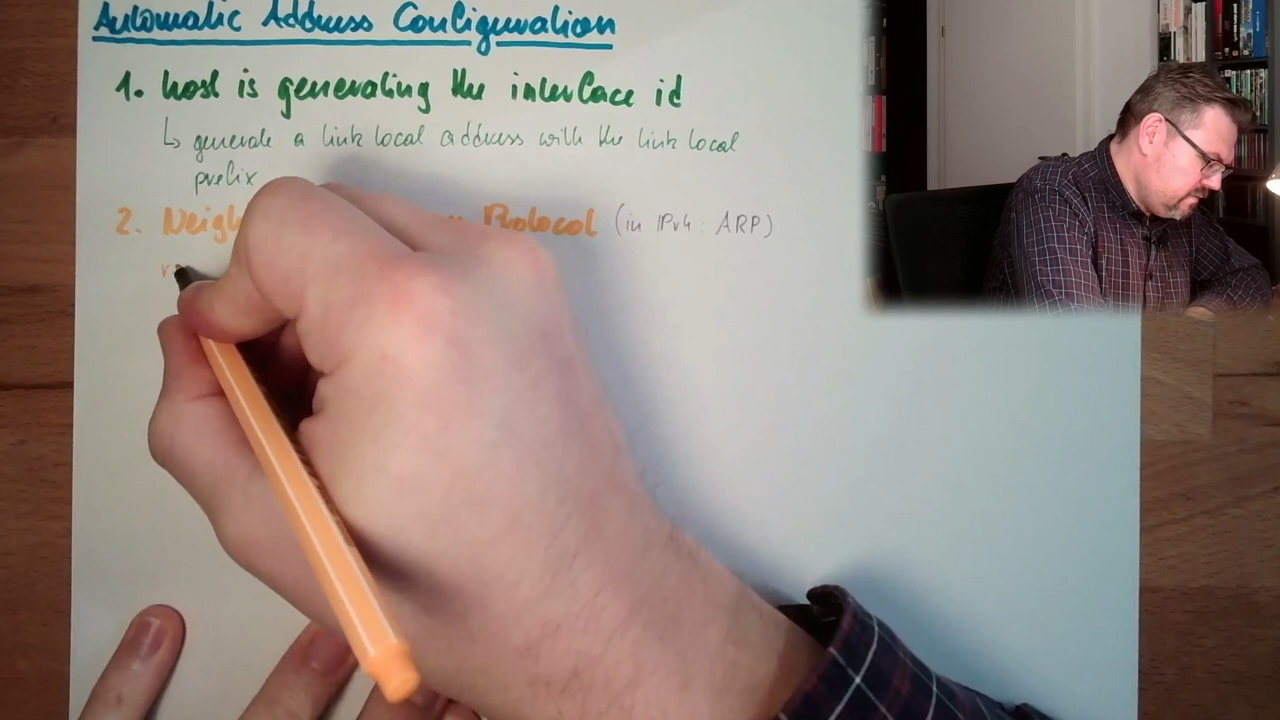 Automatic Address Configuration
1. host is generating the interface id
↳ generate a link local address with the link local
prefix
2. Neigh Protocol (in IPv4: ARP)